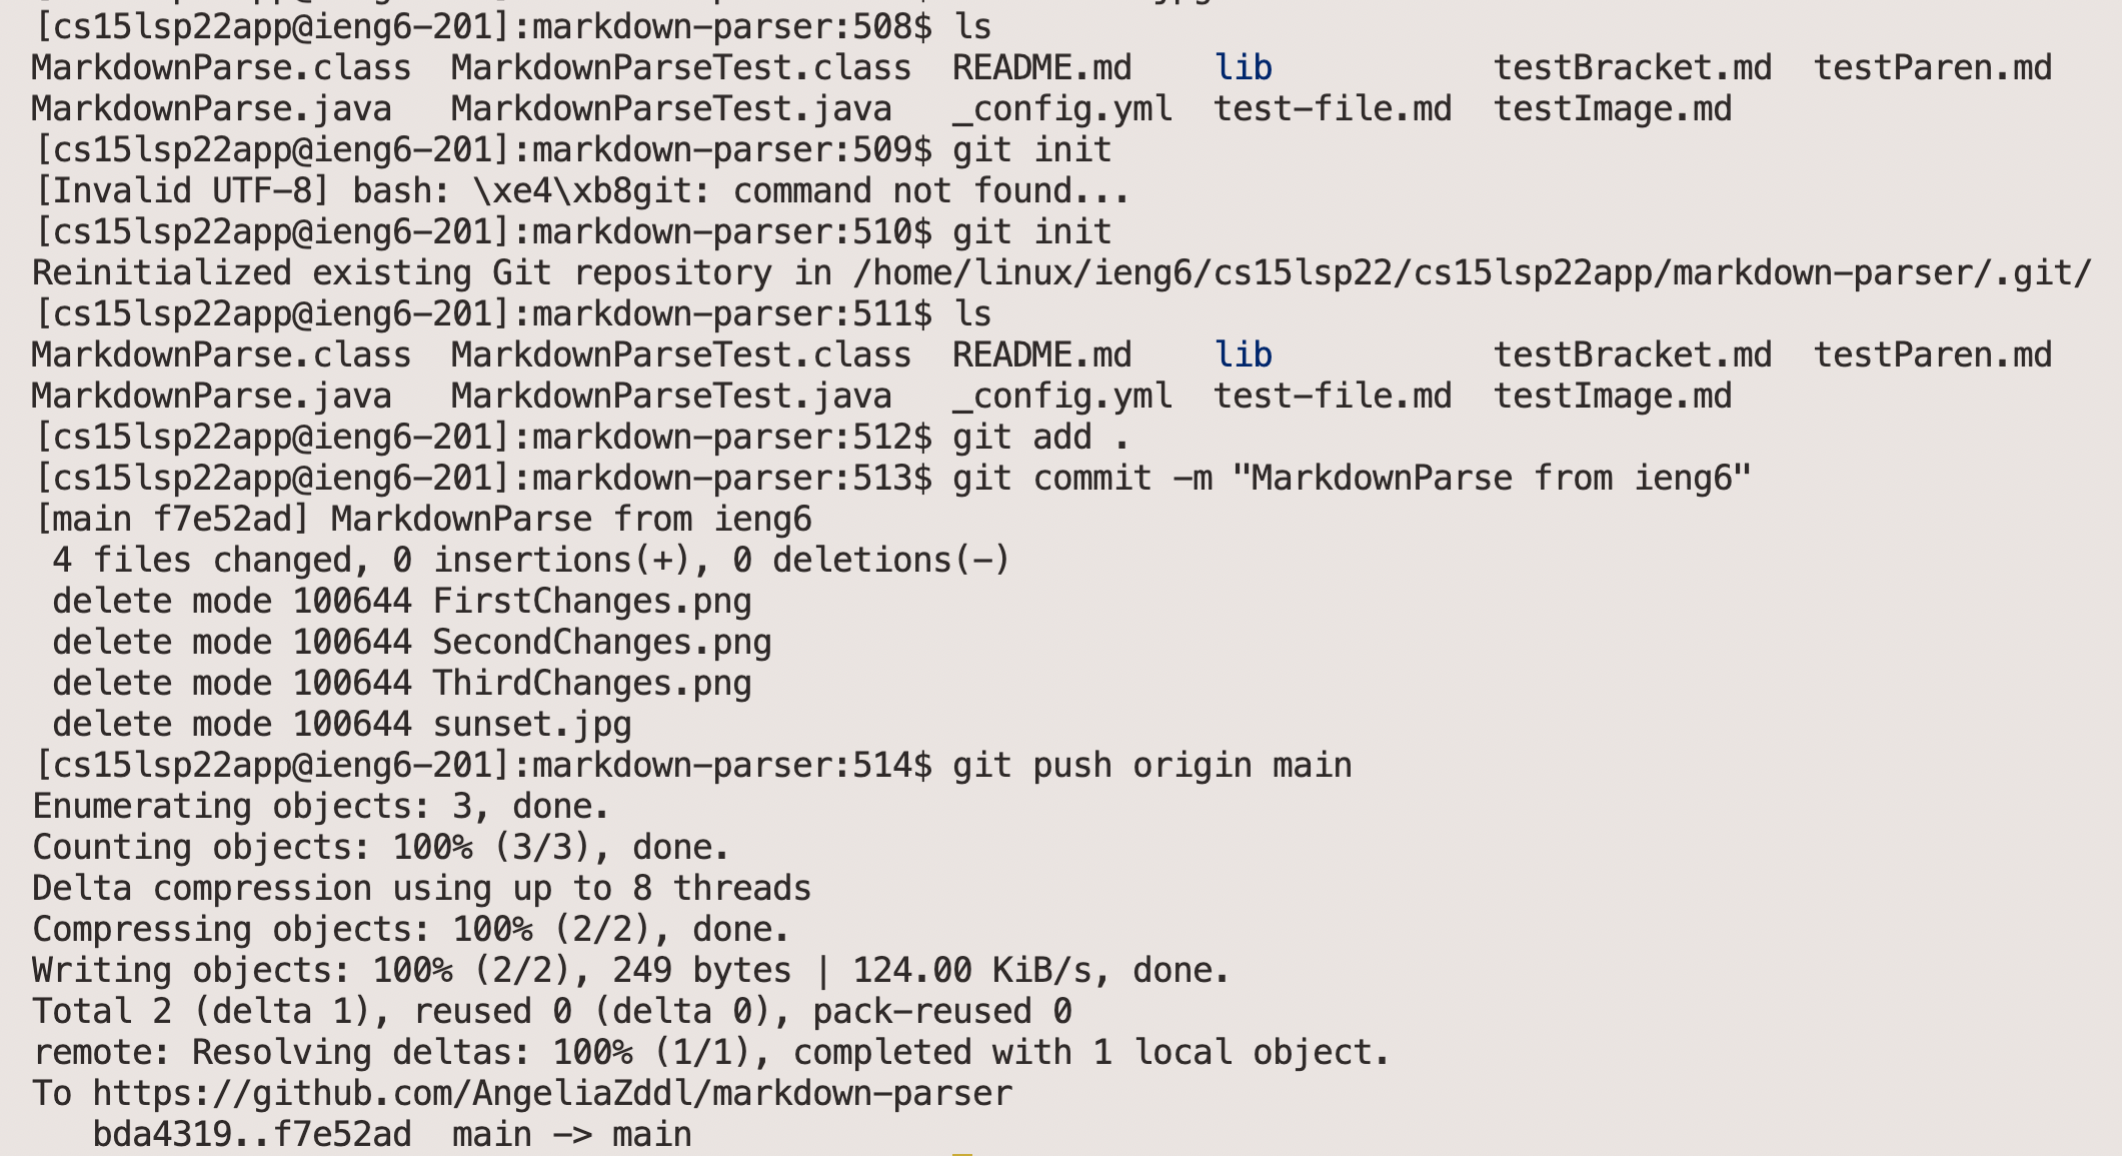 [cs15lsp22app@ieng6-201]:markdown-parser:508$ ls
MarkdownParse.class  MarkdownParseTest.class  README.md    lib           testBracket.md  testParen.md
MarkdownParse.java   MarkdownParseTest.java   _config.yml  test-file.md  testImage.md
[cs15lsp22app@ieng6-201]:markdown-parser:509$ git init
[Invalid UTF-8] bash: \xe4\xb8git: command not found...
[cs15lsp22app@ieng6-201]:markdown-parser:510$ git init
Reinitialized existing Git repository in /home/linux/ieng6/cs15lsp22/cs15lsp22app/markdown-parser/.git/
[cs15lsp22app@ieng6-201]:markdown-parser:511$ ls
MarkdownParse.class  MarkdownParseTest.class  README.md    lib           testBracket.md  testParen.md
MarkdownParse.java   MarkdownParseTest.java   _config.yml  test-file.md  testImage.md
[cs15lsp22app@ieng6-201]:markdown-parser:512$ git add .
[cs15lsp22app@ieng6-201]:markdown-parser:513$ git commit -m "MarkdownParse from ieng6"
[main f7e52ad] MarkdownParse from ieng6
 4 files changed, 0 insertions(+), 0 deletions(-)
 delete mode 100644 FirstChanges.png
 delete mode 100644 SecondChanges.png
 delete mode 100644 ThirdChanges.png
 delete mode 100644 sunset.jpg
[cs15lsp22app@ieng6-201]:markdown-parser:514$ git push origin main
Enumerating objects: 3, done.
Counting objects: 100% (3/3), done.
Delta compression using up to 8 threads
Compressing objects: 100% (2/2), done.
Writing objects: 100% (2/2), 249 bytes | 124.00 KiB/s, done.
Total 2 (delta 1), reused 0 (delta 0), pack-reused 0
remote: Resolving deltas: 100% (1/1), completed with 1 local object.
To https://github.com/AngeliaZddl/markdown-parser
   bda4319..f7e52ad  main -> main